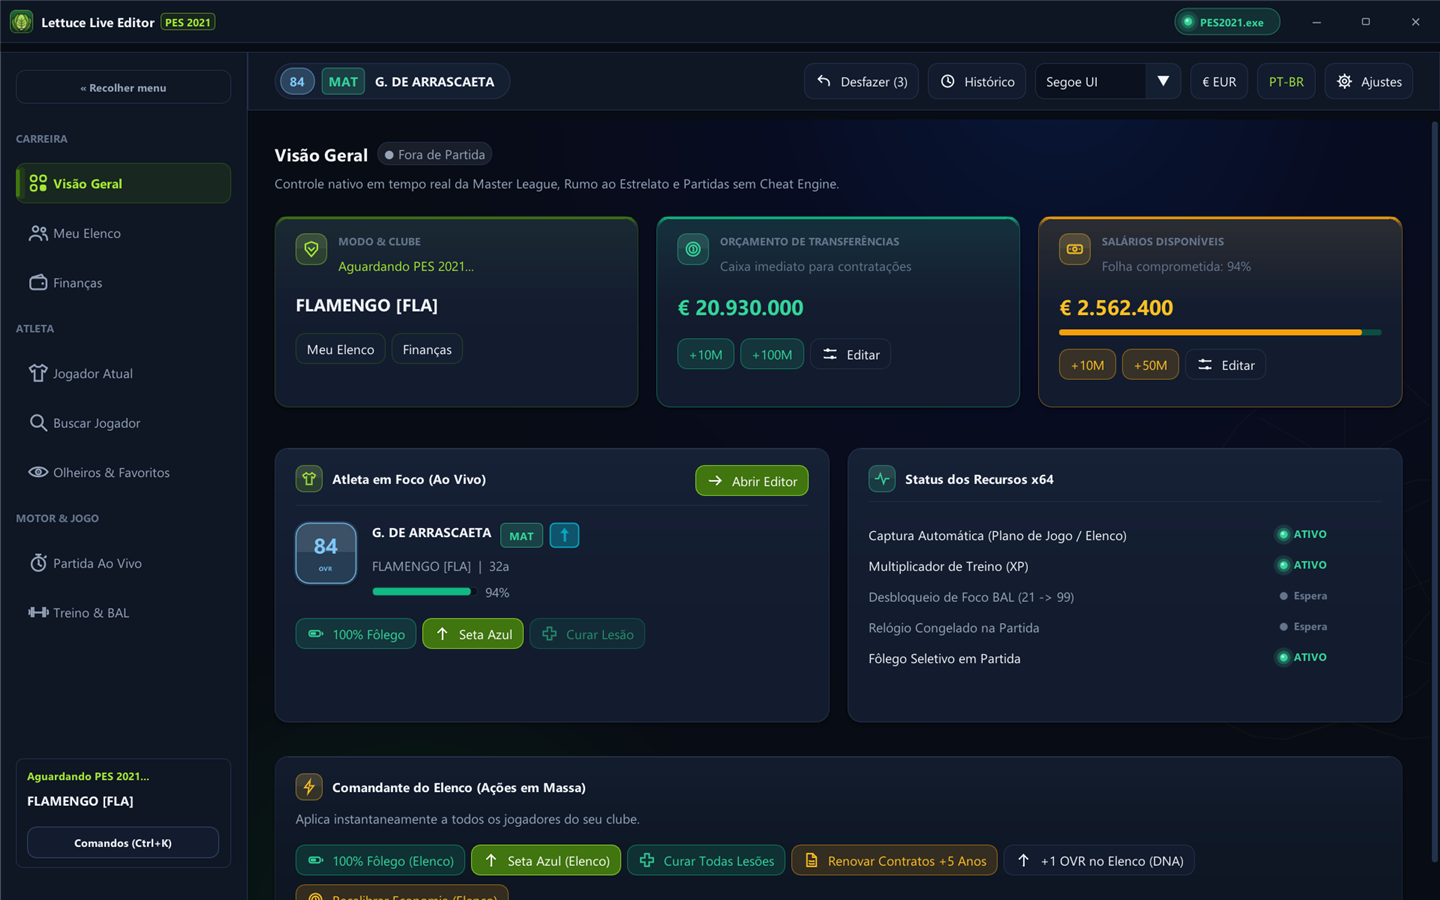 Lettuce Live Editor PES 2021
PES2021.exe
« Recolher menu
84 MAT G. DE ARRASCAETA
Desfazer (3)
Histórico
Segoe UI
€ EUR
PT-BR
Ajustes
CARREIRA
Visão Geral
Meu Elenco
Finanças
ATLETA
Jogador Atual
Buscar Jogador
Olheiros & Favoritos
MOTOR & JOGO
Partida Ao Vivo
Treino & BAL
Aguardando PES 2021...
FLAMENGO [FLA]
Comandos (Ctrl+K)
Visão Geral
Fora de Partida
Controle nativo em tempo real da Master League, Rumo ao Estrelato e Partidas sem Cheat Engine.
MODO & CLUBE
Aguardando PES 2021...
FLAMENGO [FLA]
Meu Elenco
Finanças
ORÇAMENTO DE TRANSFERÊNCIAS
Caixa imediato para contratações
€ 20.930.000
+10M
+100M
Editar
SALÁRIOS DISPONÍVEIS
Folha comprometida: 94%
€ 2.562.400
+10M
+50M
Editar
Atleta em Foco (Ao Vivo)
Abrir Editor
84
OVR
G. DE ARRASCAETA MAT
FLAMENGO [FLA] | 32a
94%
100% Fôlego
Seta Azul
Curar Lesão
Status dos Recursos x64
Captura Automática (Plano de Jogo / Elenco) ATIVO
Multiplicador de Treino (XP) ATIVO
Desbloqueio de Foco BAL (21 -> 99) Espera
Relógio Congelado na Partida Espera
Fôlego Seletivo em Partida ATIVO
Comandante do Elenco (Ações em Massa)
Aplica instantaneamente a todos os jogadores do seu clube.
100% Fôlego (Elenco)
Seta Azul (Elenco)
Curar Todas Lesões
Renovar Contratos +5 Anos
+1 OVR no Elenco (DNA)
Recalibrar Economia (Elenco)